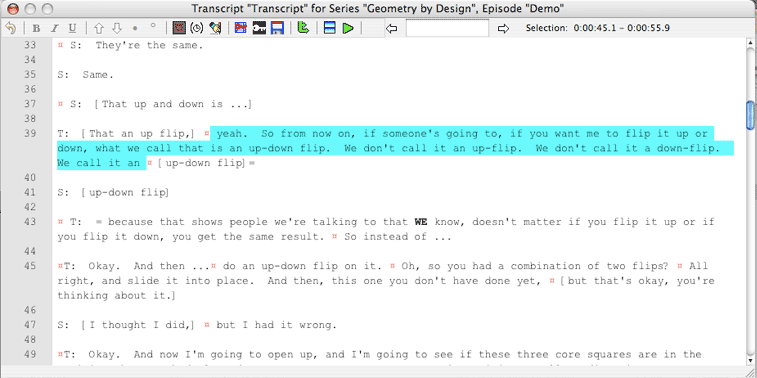 Transcript "Transcript" for Series "Geometry by Design", Episode "Demo"
B I U Selection: 0:00:45.1 - 0:00:55.9
33 ¤ S: They're the same.
34
35 S: Same.
36
37 ¤ S: [That up and down is ...]
38
39 T: [That an up flip,] ¤ yeah. So from now on, if someone's going to, if you want me to flip it up or
down, what we call that is an up-down flip. We don't call it an up-flip. We don't call it a down-flip.
We call it an ¤ [up-down flip]=
40
41 S: [up-down flip]
42
43 ¤ T: = because that shows people we're talking to that WE know, doesn't matter if you flip it up or if
you flip it down, you get the same result. ¤ So instead of ...
44
45 ¤T: Okay. And then ...¤ do an up-down flip on it. ¤ Oh, so you had a combination of two flips? ¤ All
right, and slide it into place. And then, this one you don't have done yet, ¤ [but that's okay, you're
thinking about it.]
46
47 S: [I thought I did,] ¤ but I had it wrong.
48
49 ¤T: Okay. And now I'm going to open up, and I'm going to see if these three core squares are in the